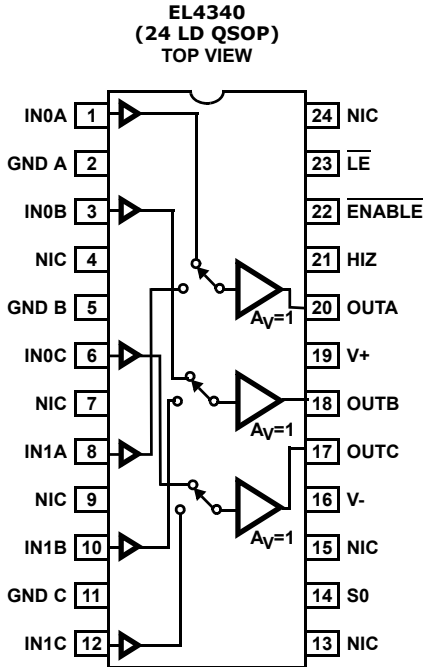 EL4340
(24 LD QSOP)
TOP VIEW
IN0A 1 24 NIC
GND A 2 23 LE
IN0B 3 22 ENABLE
NIC 4 21 HIZ
GND B 5 20 OUTA
AV=1
IN0C 6 19 V+
NIC 7 18 OUTB
AV=1
IN1A 8 17 OUTC
NIC 9 16 V-
IN1B 10 15 NIC
AV=1
GND C 11 14 S0
IN1C 12 13 NIC